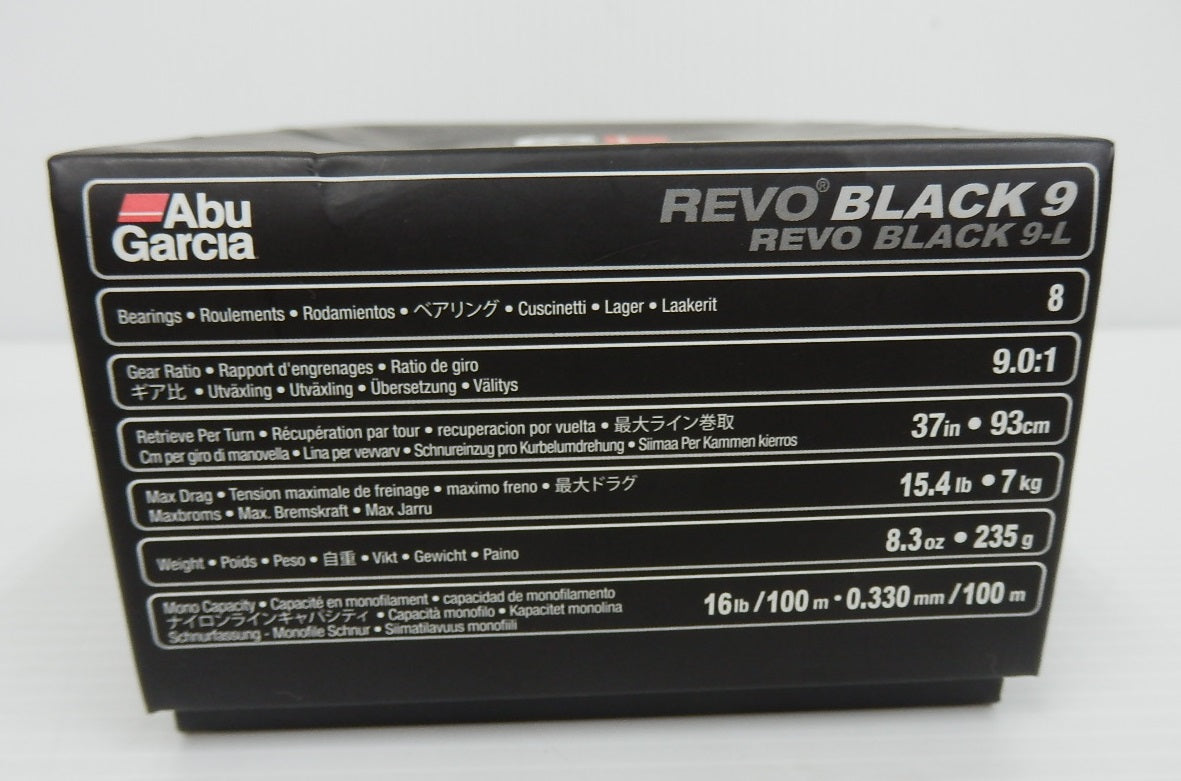 Abu
Garcia
REVO® BLACK 9
REVO BLACK 9-L
Bearings • Roulements • Rodamientos • ベアリング • Cuscinetti • Lager • Laakerit
8
Gear Ratio • Rapport d'engrenages • Ratio de giro
ギア比 • Utväxling • Utväxling • Übersetzung • Välitys
9.0:1
Retrieve Per Turn • Récupération par tour • recuperacion por vuelta • 最大ライン巻取
Cm per giro di manovella • Lina per vevvarv • Schnureinzug pro Kurbelumdrehung • Siimaa Per Kammen kierros
37in • 93cm
Max Drag • Tension maximale de freinage • maximo freno • 最大ドラグ
Maxbroms • Max. Bremskraft • Max Jarru
15.4 lb • 7 kg
Weight • Poids • Peso • 自重 • Vikt • Gewicht • Paino
8.3 oz • 235 g
Mono Capacity • Capacité en monofilament • capacidad de monofilamento
ナイロンラインキャパシティ • Capacità monofilo • Kapacitet monolina
Schnurfassung - Monofile Schnur • Siimatilavuus monofiili
16lb/100 m • 0.330 mm/100 m